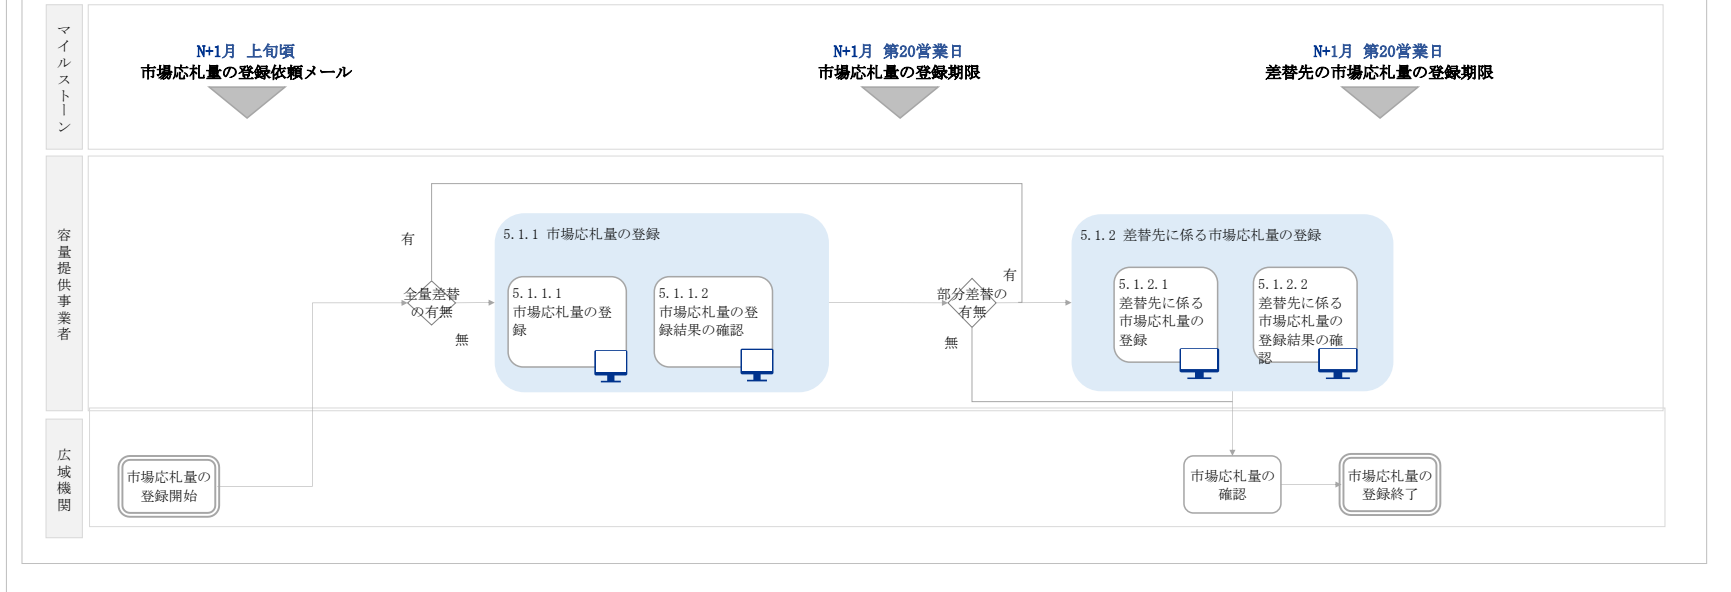 マイルストーン
N+1月 上旬頃
市場応札量の登録依頼メール
N+1月 第20営業日
市場応札量の登録期限
N+1月 第20営業日
差替先の市場応札量の登録期限
容量提供事業者
有
全量差替
の有無
無
5.1.1 市場応札量の登録
5.1.1.1
市場応札量の登
録
5.1.1.2
市場応札量の登
録結果の確認
部分差替の
有無
有
無
5.1.2 差替先に係る市場応札量の登録
5.1.2.1
差替先に係る
市場応札量の
登録
5.1.2.2
差替先に係る
市場応札量の
登録結果の確
認
広域機関
市場応札量の
登録開始
市場応札量の
確認
市場応札量の
登録終了